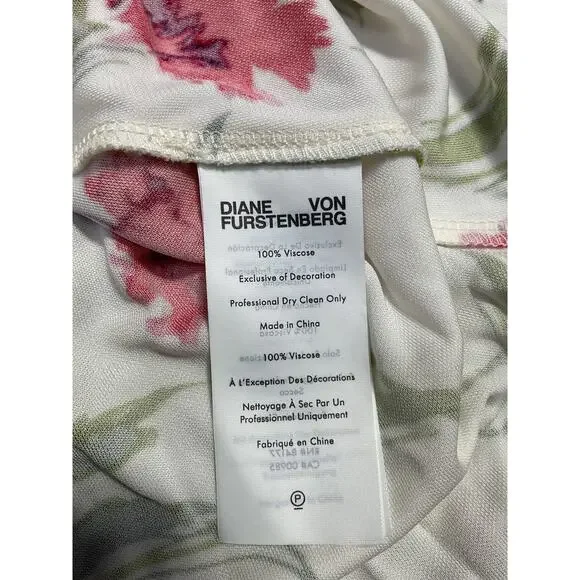 DIANE VON
FURSTENBERG
100% Viscose
Exclusive of Decoration
Professional Dry Clean Only
Made in China
100% Viscose
À L'Exception Des Décorations
Nettoyage À Sec Par Un
Professionnel Uniquement
Fabriqué en Chine
RN# 84177
CA# 00985
P